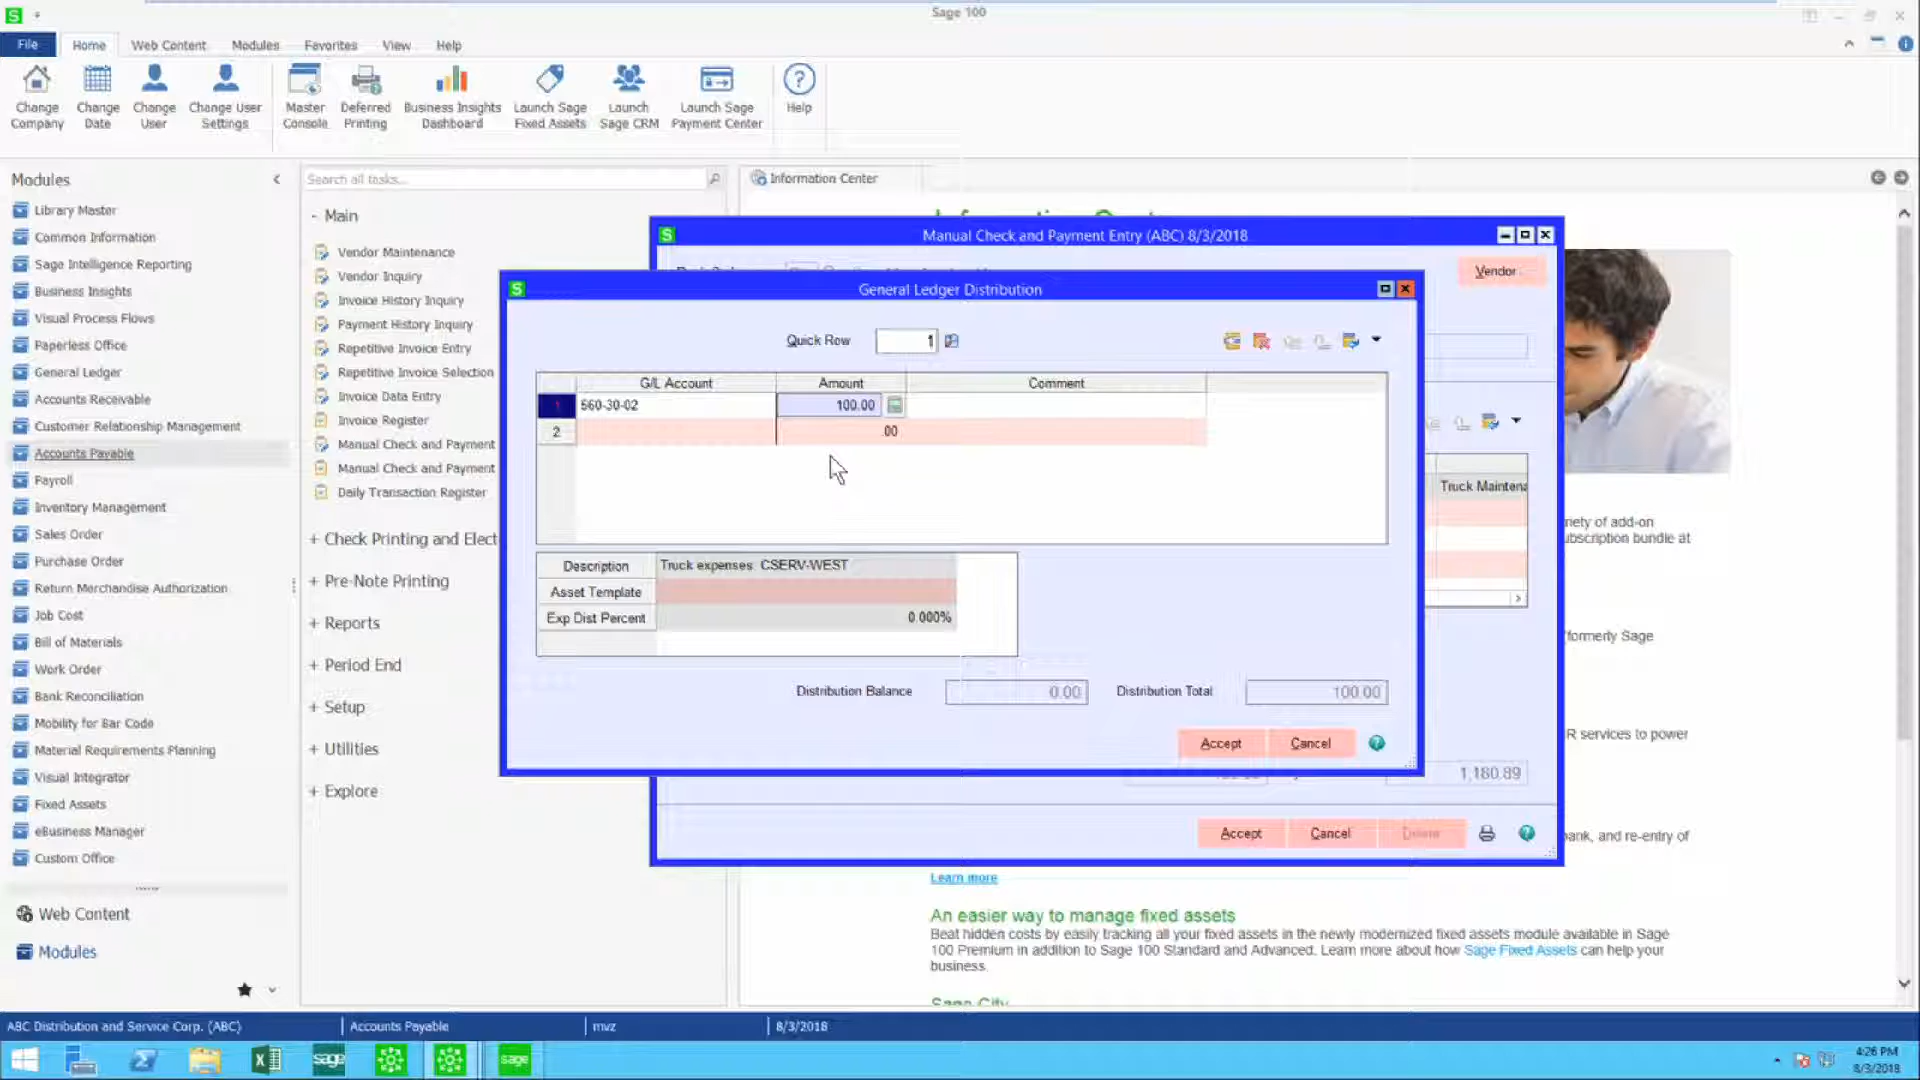 Sage 100
File Home Web Content Modules Favorites View Help
Change Company
Change Date
Change User
Change User Settings
Master Console
Deferred Printing
Business Insights Dashboard
Launch Sage Fixed Assets
Launch Sage CRM
Launch Sage Payment Center
Help
Modules
Library Master
Common Information
Sage Intelligence Reporting
Business Insights
Visual Process Flows
Paperless Office
General Ledger
Accounts Receivable
Customer Relationship Management
Accounts Payable
Payroll
Inventory Management
Sales Order
Purchase Order
Return Merchandise Authorization
Job Cost
Bill of Materials
Work Order
Bank Reconciliation
Mobility for Bar Code
Material Requirements Planning
Visual Integrator
Fixed Assets
eBusiness Manager
Custom Office
Web Content
Modules
Search all tasks...
- Main
Vendor Maintenance
Vendor Inquiry
Invoice History Inquiry
Payment History Inquiry
Repetitive Invoice Entry
Repetitive Invoice Selection
Invoice Data Entry
Invoice Register
Manual Check and Payment
Manual Check and Payment
Daily Transaction Register
+ Check Printing and Elect
+ Pre-Note Printing
+ Reports
+ Period End
+ Setup
+ Utilities
+ Explore
Information Center
Manual Check and Payment Entry (ABC) 8/3/2018
Vendor
General Ledger Distribution
Quick Row 1
G/L Account Amount Comment
1 560-30-02 100.00
2 .00
Description Truck expenses CSERV-WEST
Asset Template
Exp Dist Percent 0.000%
Distribution Balance 0.00 Distribution Total 100.00
Accept Cancel
Truck Maintena
1,180.89
Accept Cancel Delete
riety of add-on
ubscription bundle at
formerly Sage
R services to power
bank, and re-entry of
Learn more
An easier way to manage fixed assets
Beat hidden costs by easily tracking all your fixed assets in the newly modernized fixed assets module available in Sage
100 Premium in addition to Sage 100 Standard and Advanced. Learn more about how Sage Fixed Assets can help your
business.
Sage City
ABC Distribution and Service Corp. (ABC) Accounts Payable mvz 8/3/2018
sage sage
4:26 PM
8/3/2018